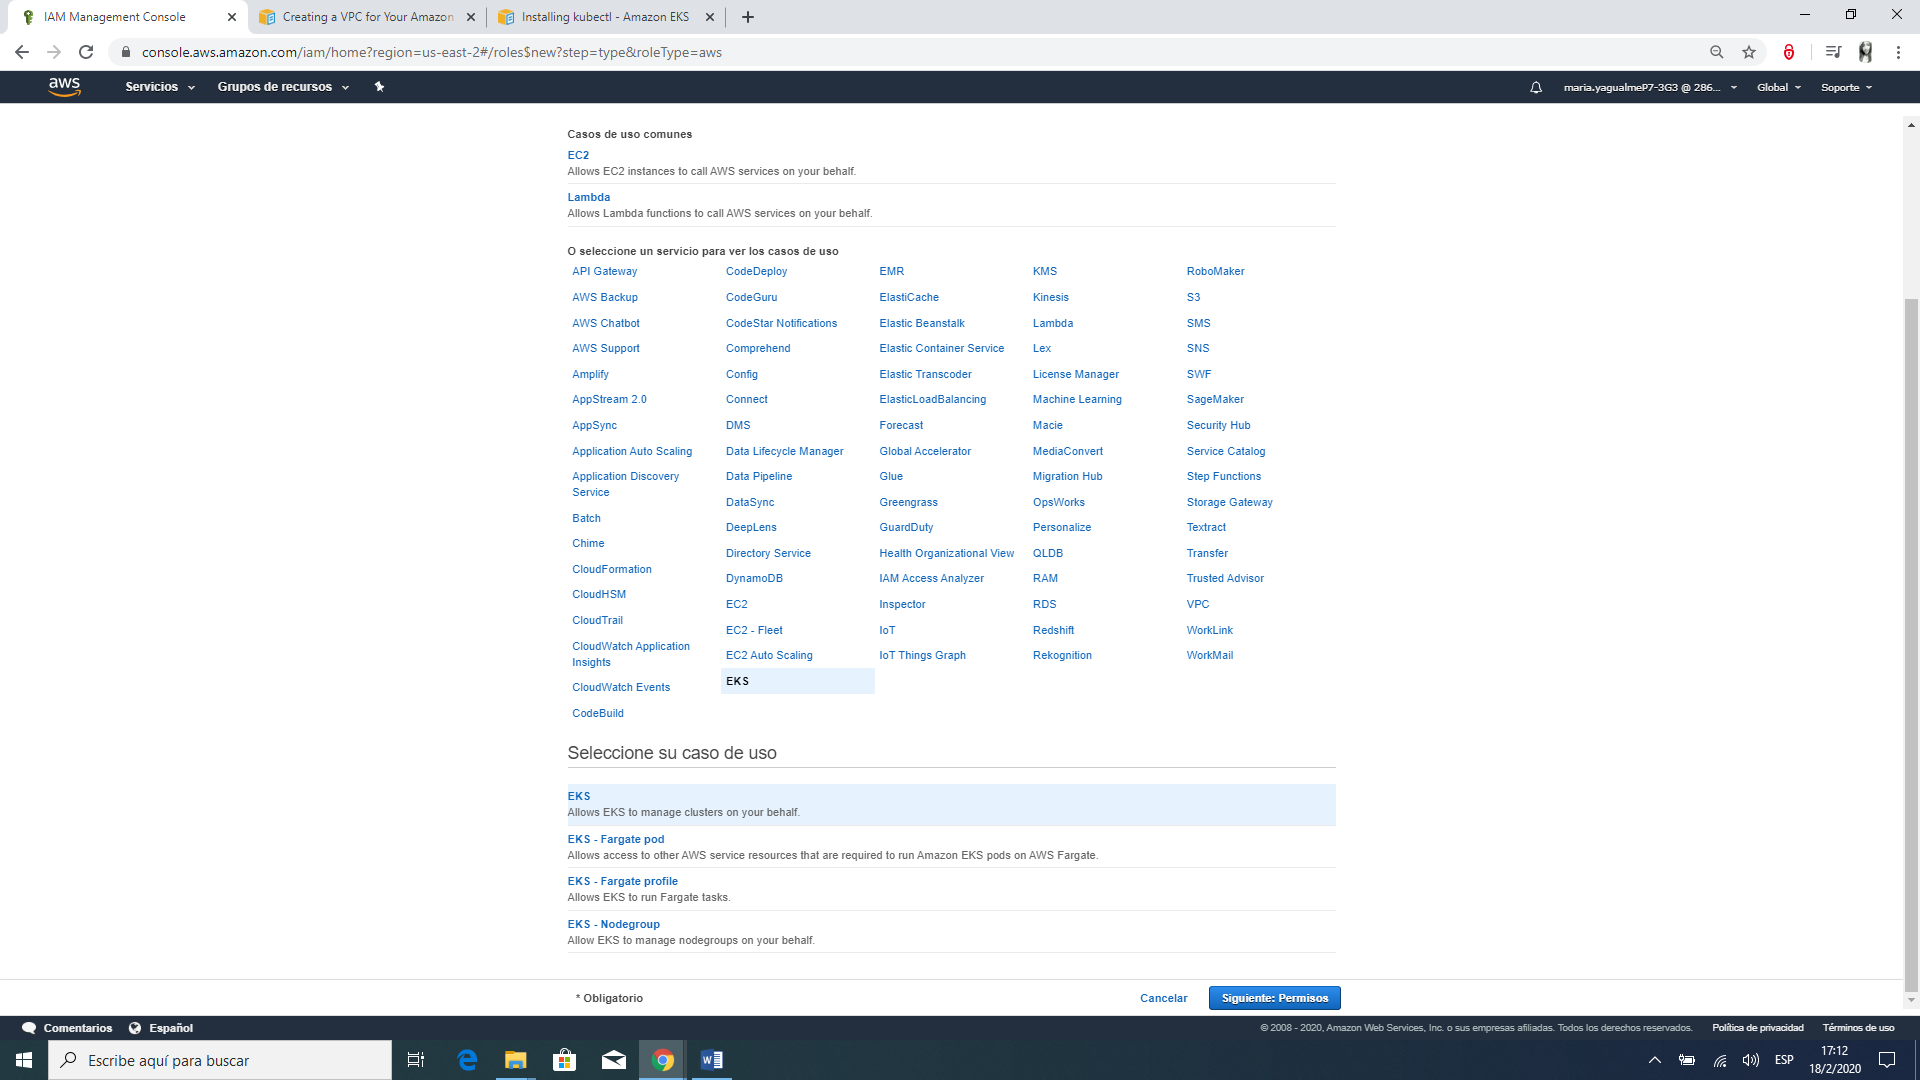 IAM Management Console
Creating a VPC for Your Amazon
Installing kubectl - Amazon EKS
console.aws.amazon.com/iam/home?region=us-east-2#/roles$new?step=type&roleType=aws
aws
Servicios
Grupos de recursos
maria.yagualmeP7-3G3 @ 286...
Global
Soporte
Casos de uso comunes
EC2
Allows EC2 instances to call AWS services on your behalf.
Lambda
Allows Lambda functions to call AWS services on your behalf.
O seleccione un servicio para ver los casos de uso
API Gateway
AWS Backup
AWS Chatbot
AWS Support
Amplify
AppStream 2.0
AppSync
Application Auto Scaling
Application Discovery
Service
Batch
Chime
CloudFormation
CloudHSM
CloudTrail
CloudWatch Application
Insights
CloudWatch Events
CodeBuild
CodeDeploy
CodeGuru
CodeStar Notifications
Comprehend
Config
Connect
DMS
Data Lifecycle Manager
Data Pipeline
DataSync
DeepLens
Directory Service
DynamoDB
EC2
EC2 - Fleet
EC2 Auto Scaling
EKS
EMR
ElastiCache
Elastic Beanstalk
Elastic Container Service
Elastic Transcoder
ElasticLoadBalancing
Forecast
Global Accelerator
Glue
Greengrass
GuardDuty
Health Organizational View
IAM Access Analyzer
Inspector
IoT
IoT Things Graph
KMS
Kinesis
Lambda
Lex
License Manager
Machine Learning
Macie
MediaConvert
Migration Hub
OpsWorks
Personalize
QLDB
RAM
RDS
Redshift
Rekognition
RoboMaker
S3
SMS
SNS
SWF
SageMaker
Security Hub
Service Catalog
Step Functions
Storage Gateway
Textract
Transfer
Trusted Advisor
VPC
WorkLink
WorkMail
Seleccione su caso de uso
EKS
Allows EKS to manage clusters on your behalf.
EKS - Fargate pod
Allows access to other AWS service resources that are required to run Amazon EKS pods on AWS Fargate.
EKS - Fargate profile
Allows EKS to run Fargate tasks.
EKS - Nodegroup
Allow EKS to manage nodegroups on your behalf.
* Obligatorio
Cancelar
Siguiente: Permisos
Comentarios
Español
© 2008 - 2020, Amazon Web Services, Inc. o sus empresas afiliadas. Todos los derechos reservados.
Política de privacidad
Términos de uso
Escribe aquí para buscar
ESP
17:12
18/2/2020